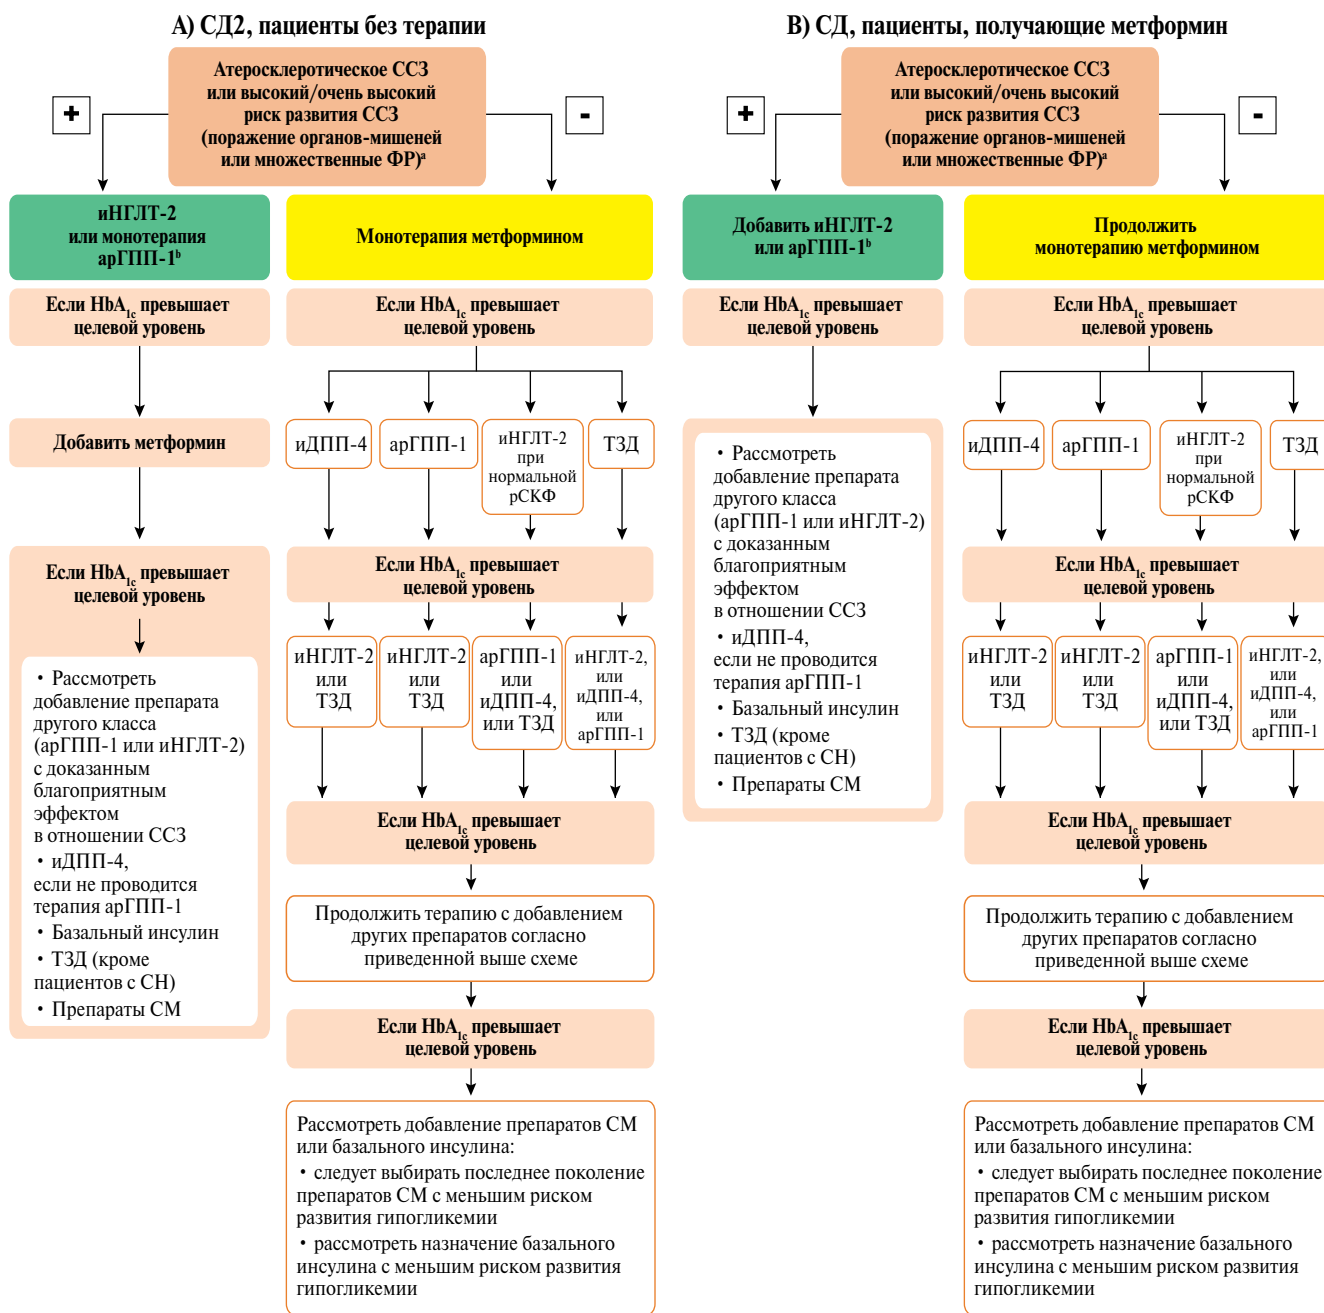 А) СД2, пациенты без терапии
Атеросклеротическое ССЗ
или высокий/очень высокий
риск развития ССЗ
(поражение органов-мишеней
или множественные ФР)ᵃ
+
-
иНГЛТ-2
или монотерапия
арГПП-1ᵇ
Если HbA1c превышает
целевой уровень
Добавить метформин
Если HbA1c превышает
целевой уровень
• Рассмотреть
добавление препарата
другого класса
(арГПП-1 или иНГЛТ-2)
с доказанным
благоприятным
эффектом
в отношении ССЗ
• иДПП-4,
если не проводится
терапия арГПП-1
• Базальный инсулин
• ТЗД (кроме
пациентов с СН)
• Препараты СМ
Монотерапия метформином
Если HbA1c превышает
целевой уровень
иДПП-4
арГПП-1
иНГЛТ-2
при
нормальной
рСКФ
ТЗД
Если HbA1c превышает
целевой уровень
иНГЛТ-2
или
ТЗД
иНГЛТ-2
или
ТЗД
арГПП-1
или
иДПП-4,
или ТЗД
иНГЛТ-2,
или
иДПП-4,
или
арГПП-1
Если HbA1c превышает
целевой уровень
Продолжить терапию с добавлением
других препаратов согласно
приведенной выше схеме
Если HbA1c превышает
целевой уровень
Рассмотреть добавление препаратов СМ
или базального инсулина:
• следует выбирать последнее поколение
препаратов СМ с меньшим риском
развития гипогликемии
• рассмотреть назначение базального
инсулина с меньшим риском развития
гипогликемии
В) СД, пациенты, получающие метформин
Атеросклеротическое ССЗ
или высокий/очень высокий
риск развития ССЗ
(поражение органов-мишеней
или множественные ФР)ᵃ
+
-
Добавить иНГЛТ-2
или арГПП-1ᵇ
Если HbA1c превышает
целевой уровень
• Рассмотреть
добавление препарата
другого класса
(арГПП-1 или иНГЛТ-2)
с доказанным
благоприятным
эффектом
в отношении ССЗ
• иДПП-4,
если не проводится
терапия арГПП-1
• Базальный инсулин
• ТЗД (кроме
пациентов с СН)
• Препараты СМ
Продолжить
монотерапию метформином
Если HbA1c превышает
целевой уровень
иДПП-4
арГПП-1
иНГЛТ-2
при
нормальной
рСКФ
ТЗД
Если HbA1c превышает
целевой уровень
иНГЛТ-2
или
ТЗД
иНГЛТ-2
или
ТЗД
арГПП-1
или
иДПП-4,
или ТЗД
иНГЛТ-2,
или
иДПП-4,
или
арГПП-1
Если HbA1c превышает
целевой уровень
Продолжить терапию с добавлением
других препаратов согласно
приведенной выше схеме
Если HbA1c превышает
целевой уровень
Рассмотреть добавление препаратов СМ
или базального инсулина:
• следует выбирать последнее поколение
препаратов СМ с меньшим риском
развития гипогликемии
• рассмотреть назначение базального
инсулина с меньшим риском развития
гипогликемии